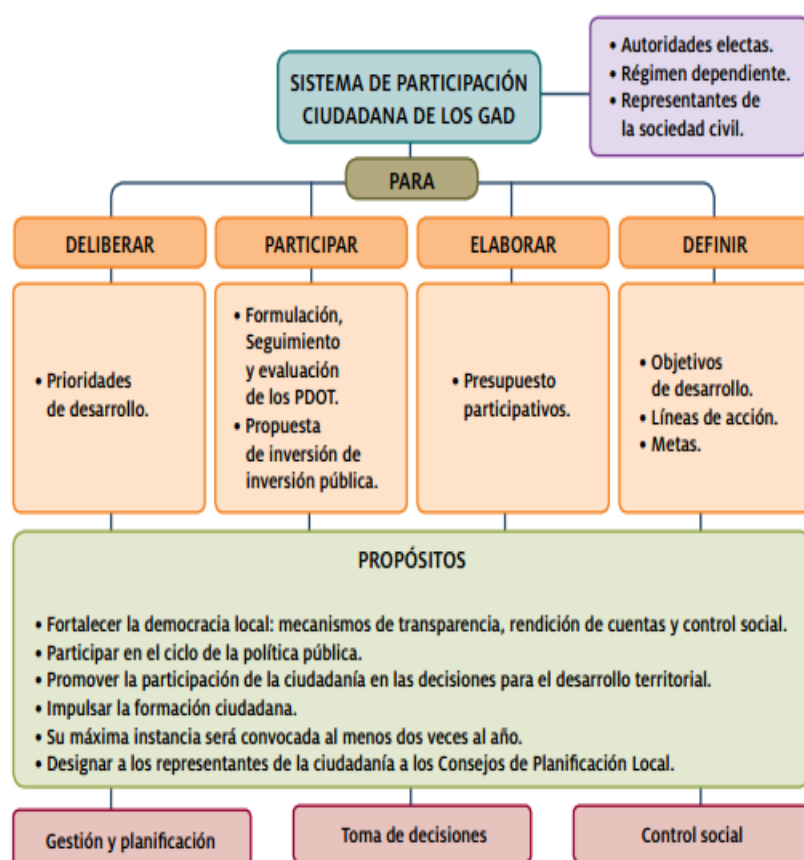 SISTEMA DE PARTICIPACIÓN
CIUDADANA DE LOS GAD
• Autoridades electas.
• Régimen dependiente.
• Representantes de
la sociedad civil.
PARA
DELIBERAR
PARTICIPAR
ELABORAR
DEFINIR
• Prioridades
de desarrollo.
• Formulación,
Seguimiento
y evaluación
de los PDOT.
• Propuesta
de inversión de
inversión pública.
• Presupuesto
participativos.
• Objetivos
de desarrollo.
• Líneas de acción.
• Metas.
PROPÓSITOS
• Fortalecer la democracia local: mecanismos de transparencia, rendición de cuentas y control social.
• Participar en el ciclo de la política pública.
• Promover la participación de la ciudadanía en las decisiones para el desarrollo territorial.
• Impulsar la formación ciudadana.
• Su máxima instancia será convocada al menos dos veces al año.
• Designar a los representantes de la ciudadanía a los Consejos de Planificación Local.
Gestión y planificación
Toma de decisiones
Control social